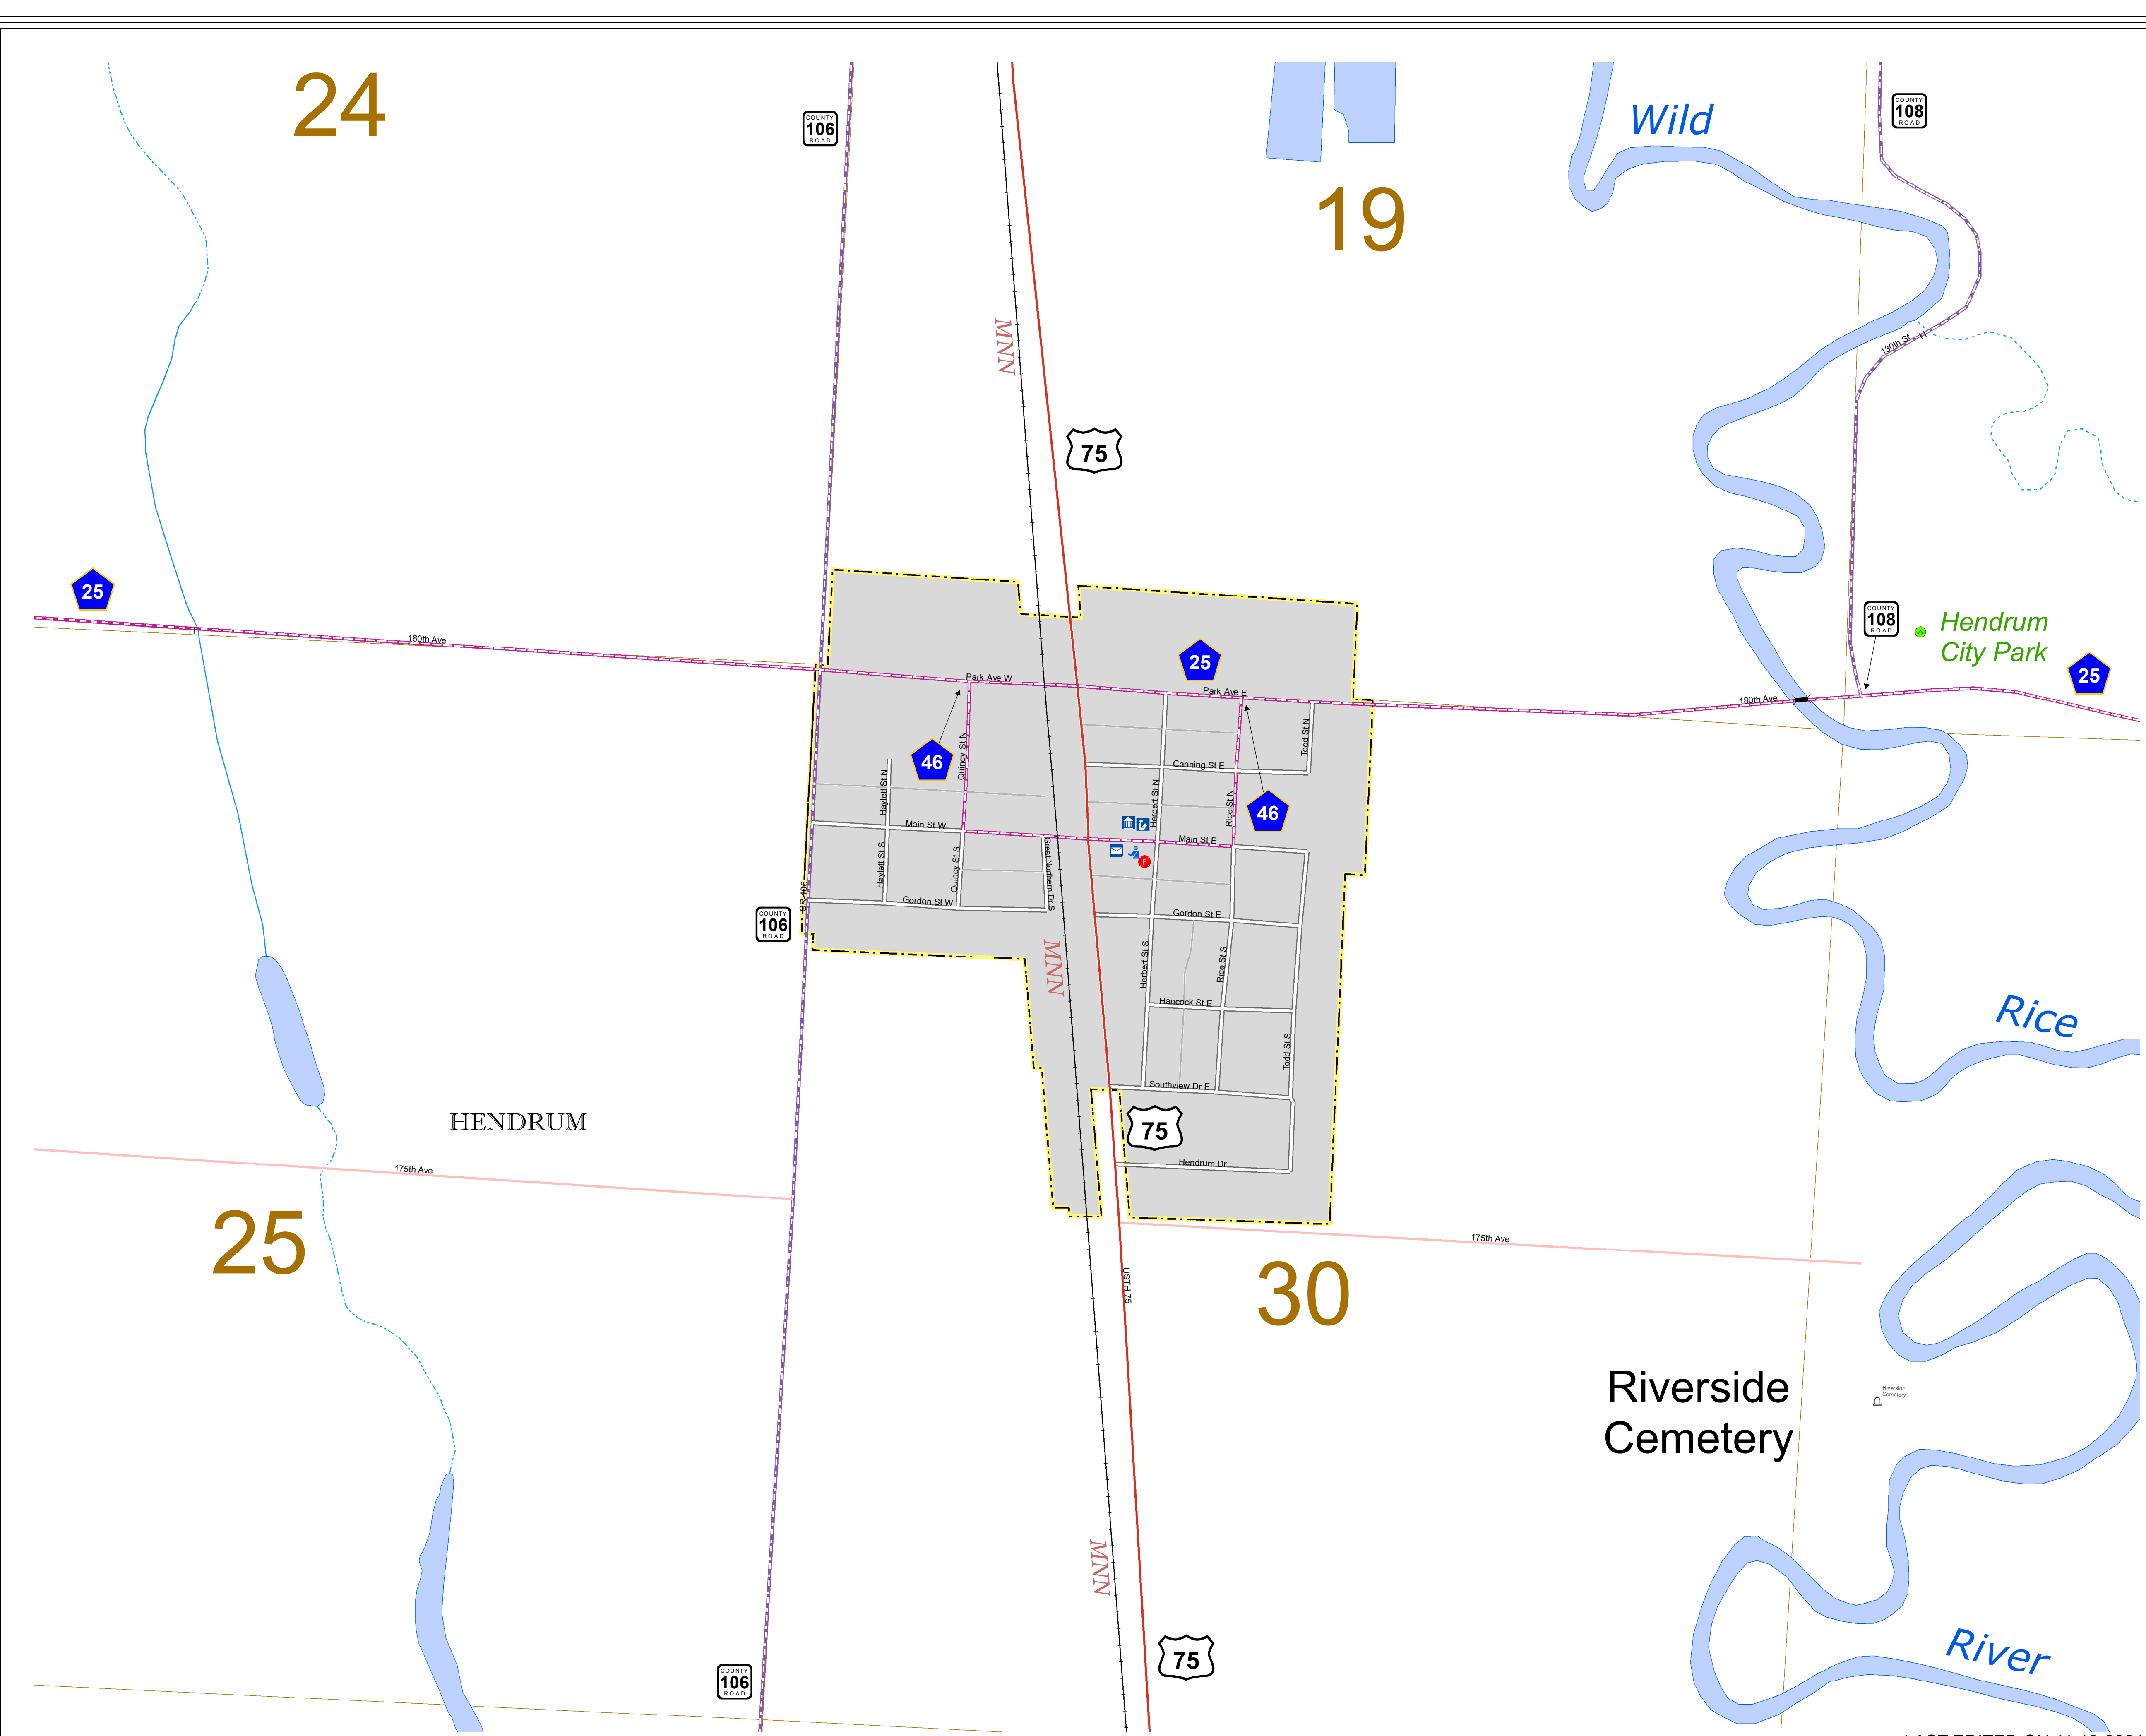 24
COUNTY
106
ROAD
Wild
COUNTY
108
ROAD
19
MNN
130th St
75
25
180th Ave
COUNTY
108
ROAD
Hendrum
City Park
25
25
Park Ave W
Park Ave E
180th Ave
46
Quincy St N
Todd St N
Canning St E
Haylett St N
Herbert St N
Rice St N
46
Main St W
Main St E
Haylett St S
Quincy St S
Great Northern Dr S
CR 106
COUNTY
106
ROAD
Gordon St W
Gordon St E
F
MNN
Herbert St S
Rice St S
Hancock St E
Rice
Todd St S
Southview Dr E
HENDRUM
75
175th Ave
Hendrum Dr
25
175th Ave
USTH 75
30
Riverside
Cemetery
Riverside
Cemetery
MNN
COUNTY
106
ROAD
75
River